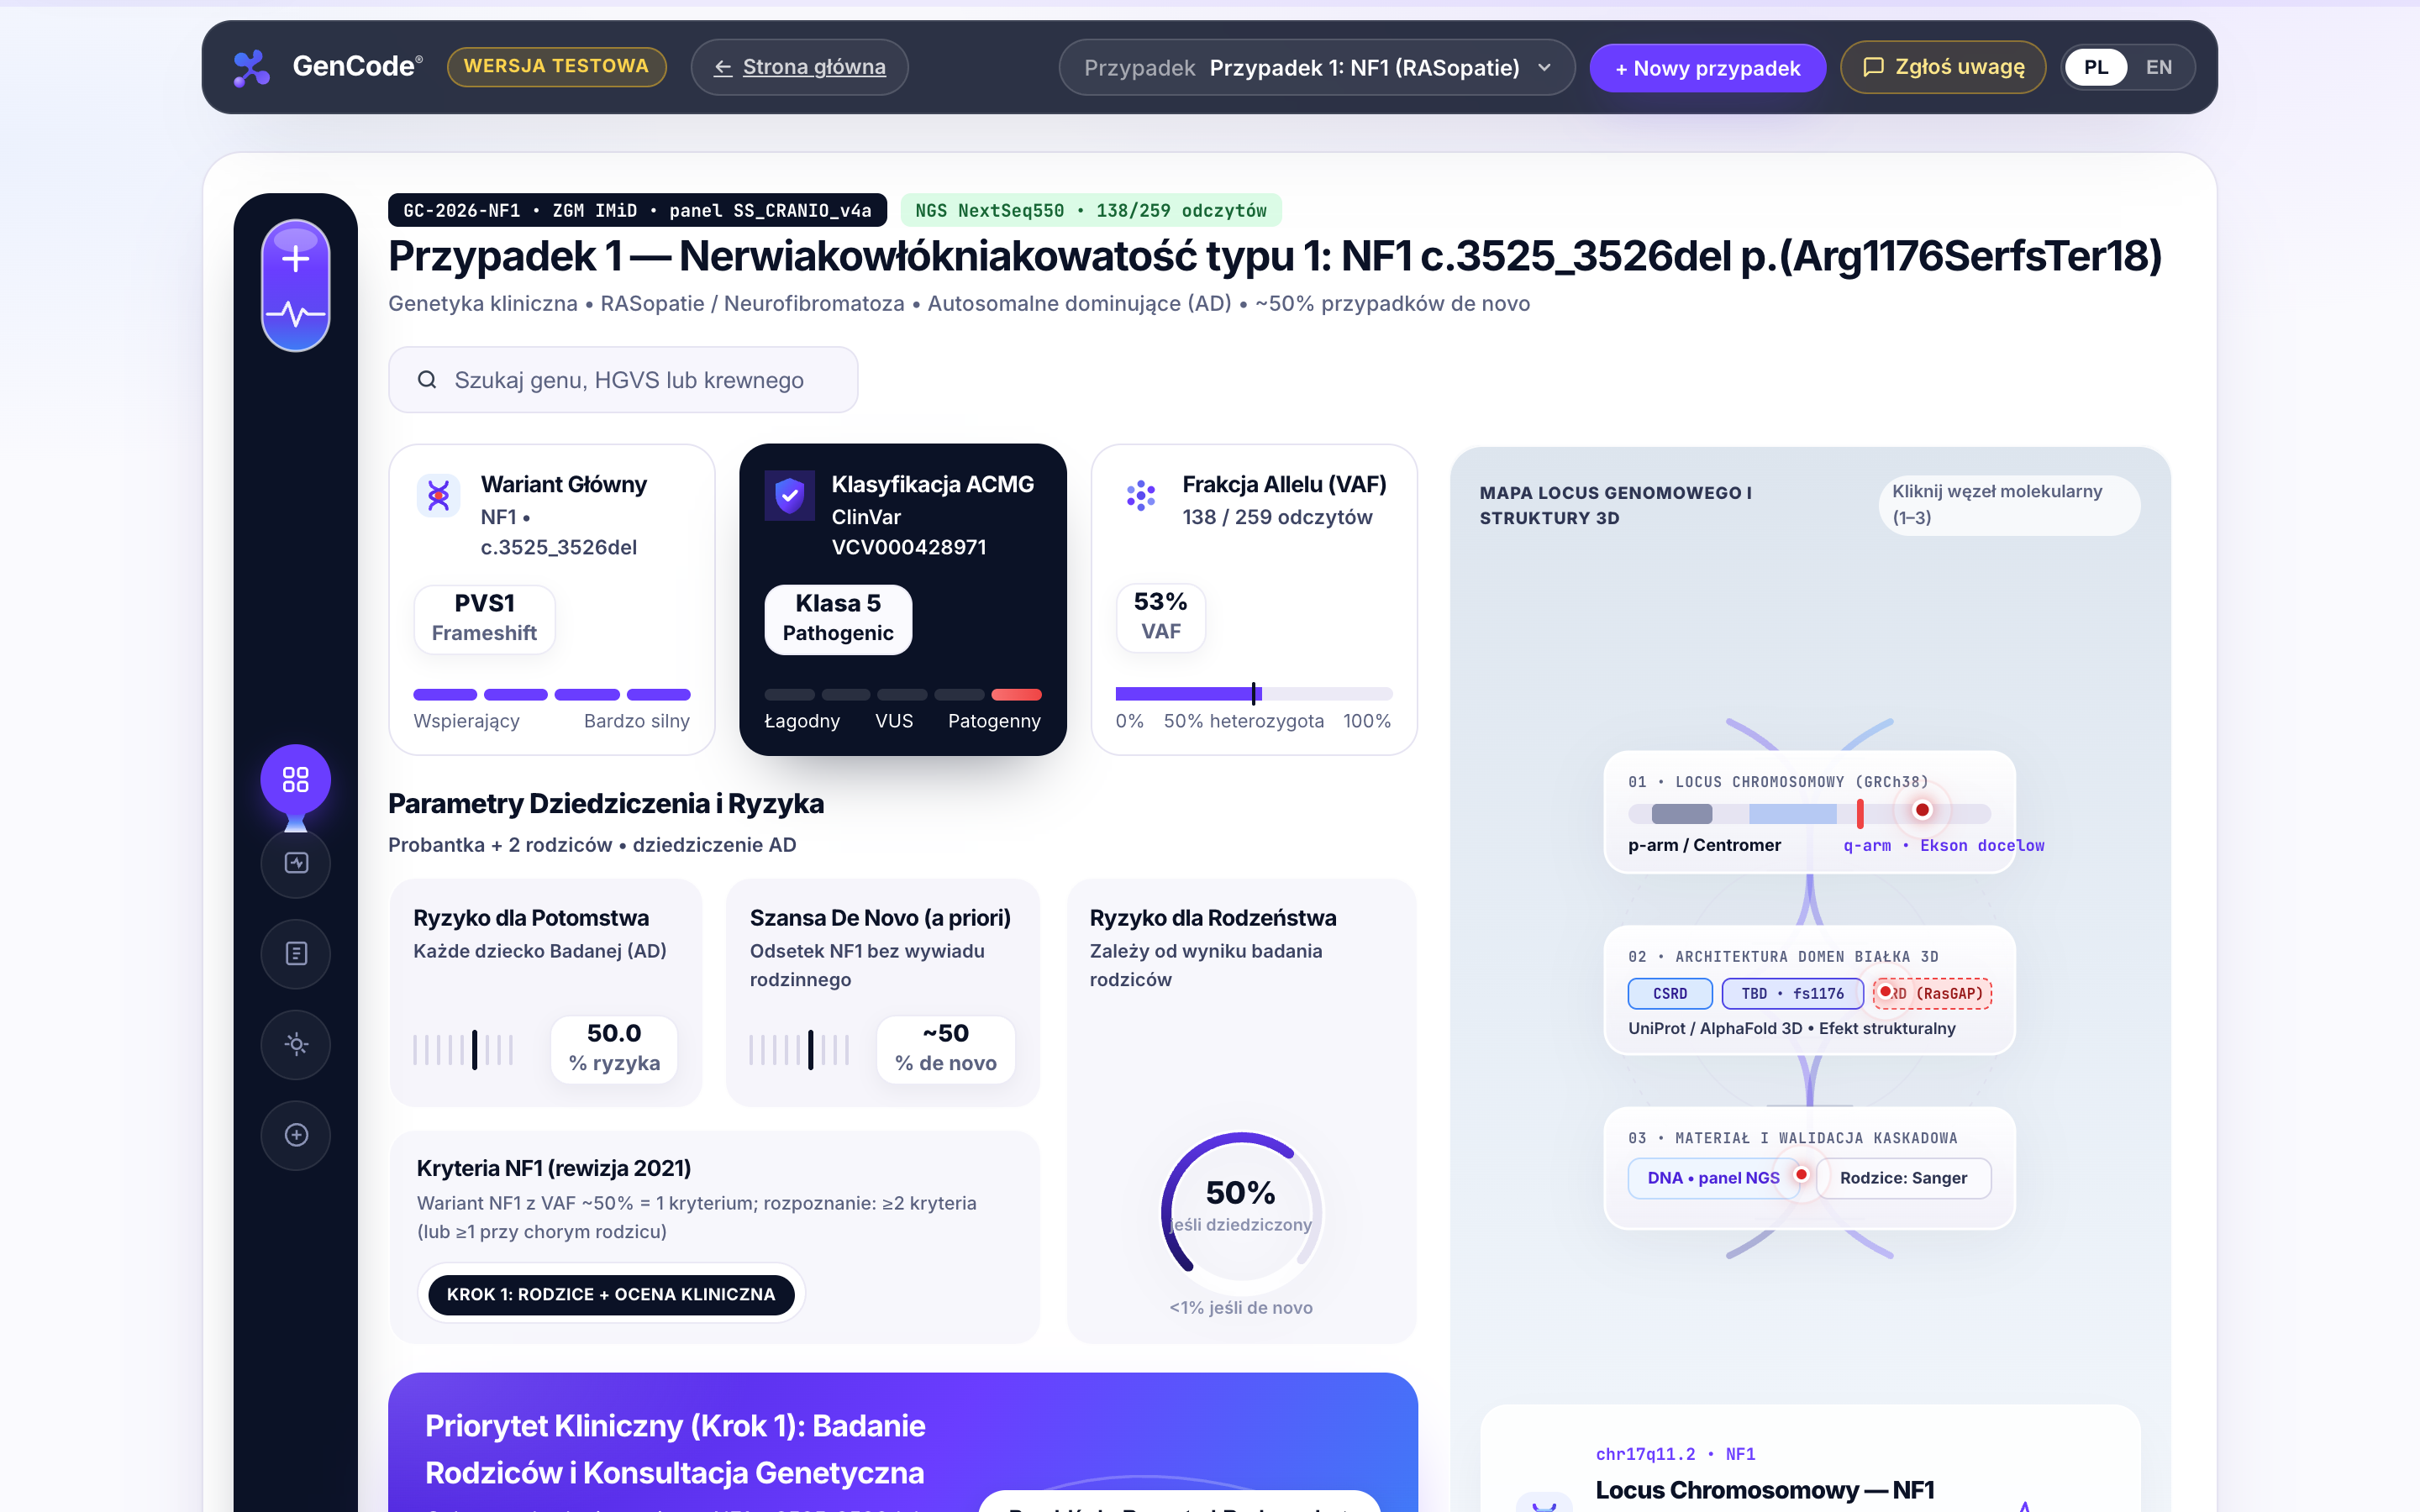 GenCode®
WERSJA TESTOWA
← Strona główna
Przypadek Przypadek 1: NF1 (RASopatie)
+ Nowy przypadek
Zgłoś uwagę
PL EN
GC-2026-NF1 • ZGM IMiD • panel SS_CRANIO_v4a
NGS NextSeq550 • 138/259 odczytów
Przypadek 1 — Nerwiakowłókniakowatość typu 1: NF1 c.3525_3526del p.(Arg1176SerfsTer18)
Genetyka kliniczna • RASopatie / Neurofibromatoza • Autosomalne dominujące (AD) • ~50% przypadków de novo
Szukaj genu, HGVS lub krewnego
Wariant Główny
NF1 •
c.3525_3526del
PVS1
Frameshift
Wspierający Bardzo silny
Klasyfikacja ACMG
ClinVar
VCV000428971
Klasa 5
Pathogenic
Łagodny VUS Patogenny
Frakcja Allelu (VAF)
138 / 259 odczytów
53%
VAF
0% 50% heterozygota 100%
Parametry Dziedziczenia i Ryzyka
Probantka + 2 rodziców • dziedziczenie AD
Ryzyko dla Potomstwa
Każde dziecko Badanej (AD)
50.0
% ryzyka
Szansa De Novo (a priori)
Odsetek NF1 bez wywiadu
rodzinnego
~50
% de novo
Ryzyko dla Rodzeństwa
Zależy od wyniku badania
rodziców
50%
jeśli dziedziczony
<1% jeśli de novo
Kryteria NF1 (rewizja 2021)
Wariant NF1 z VAF ~50% = 1 kryterium; rozpoznanie: ≥2 kryteria
(lub ≥1 przy chorym rodzicu)
KROK 1: RODZICE + OCENA KLINICZNA
Priorytet Kliniczny (Krok 1): Badanie
Rodziców i Konsultacja Genetyczna
MAPA LOCUS GENOMOWEGO I
STRUKTURY 3D
Kliknij węzeł molekularny
(1–3)
01 • LOCUS CHROMOSOMOWY (GRCh38)
p-arm / Centromer q-arm • Ekson docelow
02 • ARCHITEKTURA DOMEN BIAŁKA 3D
CSRD TBD • fs1176 RD (RasGAP)
UniProt / AlphaFold 3D • Efekt strukturalny
03 • MATERIAŁ I WALIDACJA KASKADOWA
DNA • panel NGS Rodzice: Sanger
chr17q11.2 • NF1
Locus Chromosomowy — NF1